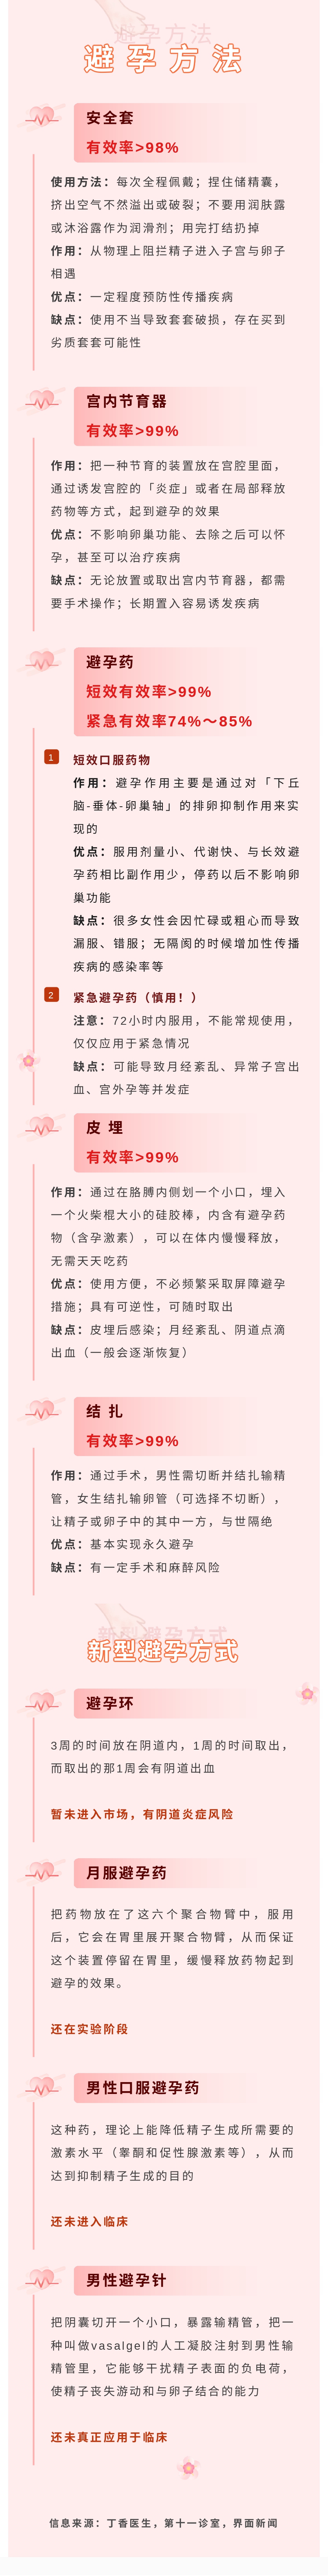 避孕方法
避孕方法
安全套
有效率>98%
使用方法：每次全程佩戴；捏住储精囊，
挤出空气不然溢出或破裂；不要用润肤露
或沐浴露作为润滑剂；用完打结扔掉
作用：从物理上阻拦精子进入子宫与卵子
相遇
优点：一定程度预防性传播疾病
缺点：使用不当导致套套破损，存在买到
劣质套套可能性
宫内节育器
有效率>99%
作用：把一种节育的装置放在宫腔里面，
通过诱发宫腔的「炎症」或者在局部释放
药物等方式，起到避孕的效果
优点：不影响卵巢功能、去除之后可以怀
孕，甚至可以治疗疾病
缺点：无论放置或取出宫内节育器，都需
要手术操作；长期置入容易诱发疾病
避孕药
短效有效率>99%
紧急有效率74%～85%
1
短效口服药物
作用：避孕作用主要是通过对「下丘
脑-垂体-卵巢轴」的排卵抑制作用来实
现的
优点：服用剂量小、代谢快、与长效避
孕药相比副作用少，停药以后不影响卵
巢功能
缺点：很多女性会因忙碌或粗心而导致
漏服、错服；无隔阂的时候增加性传播
疾病的感染率等
2
紧急避孕药（慎用！）
注意：72小时内服用，不能常规使用，
仅仅应用于紧急情况
缺点：可能导致月经紊乱、异常子宫出
血、宫外孕等并发症
皮 埋
有效率>99%
作用：通过在胳膊内侧划一个小口，埋入
一个火柴棍大小的硅胶棒，内含有避孕药
物（含孕激素），可以在体内慢慢释放，
无需天天吃药
优点：使用方便，不必频繁采取屏障避孕
措施；具有可逆性，可随时取出
缺点：皮埋后感染；月经紊乱、阴道点滴
出血（一般会逐渐恢复）
结 扎
有效率>99%
作用：通过手术，男性需切断并结扎输精
管，女生结扎输卵管（可选择不切断），
让精子或卵子中的其中一方，与世隔绝
优点：基本实现永久避孕
缺点：有一定手术和麻醉风险
新型避孕方式
新型避孕方式
避孕环
3周的时间放在阴道内，1周的时间取出，
而取出的那1周会有阴道出血
暂未进入市场，有阴道炎症风险
月服避孕药
把药物放在了这六个聚合物臂中，服用
后，它会在胃里展开聚合物臂，从而保证
这个装置停留在胃里，缓慢释放药物起到
避孕的效果。
还在实验阶段
男性口服避孕药
这种药，理论上能降低精子生成所需要的
激素水平（睾酮和促性腺激素等），从而
达到抑制精子生成的目的
还未进入临床
男性避孕针
把阴囊切开一个小口，暴露输精管，把一
种叫做vasalgel的人工凝胶注射到男性输
精管里，它能够干扰精子表面的负电荷，
使精子丧失游动和与卵子结合的能力
还未真正应用于临床
信息来源：丁香医生，第十一诊室，界面新闻